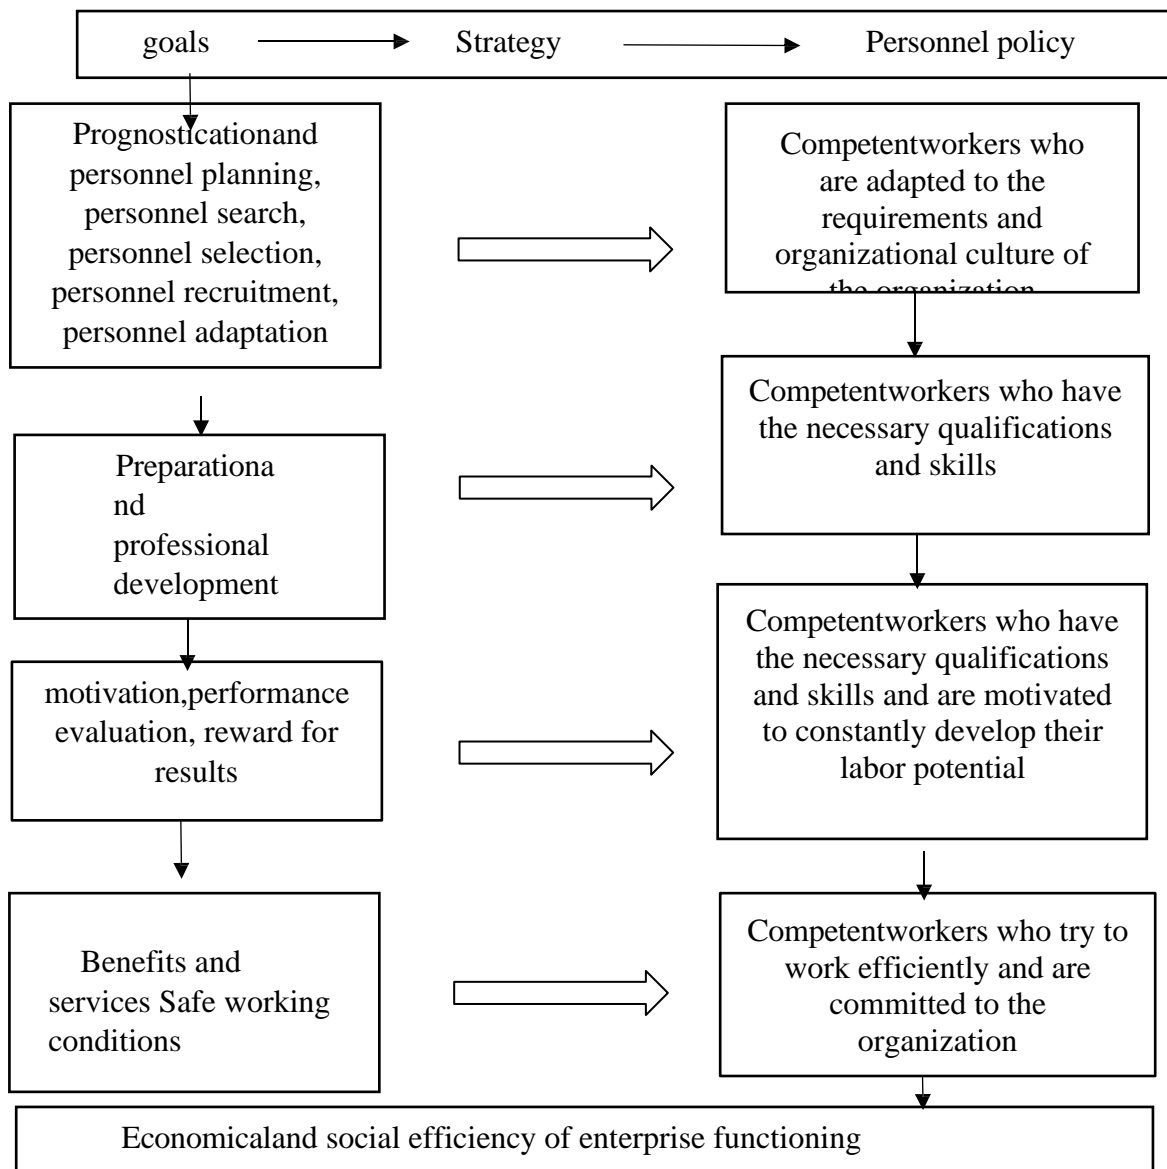 goals Strategy Personnel policy
Prognosticationand
personnel planning,
personnel search,
personnel selection,
personnel recruitment,
personnel adaptation
Competentworkers who
are adapted to the
requirements and
organizational culture of
the organization
Preparationa
nd
professional
development
Competentworkers who have
the necessary qualifications
and skills
motivation,performance
evaluation, reward for
results
Competentworkers who have
the necessary qualifications
and skills and are motivated
to constantly develop their
labor potential
Benefits and
services Safe working
conditions
Competentworkers who try to
work efficiently and are
committed to the
organization
Economicaland social efficiency of enterprise functioning